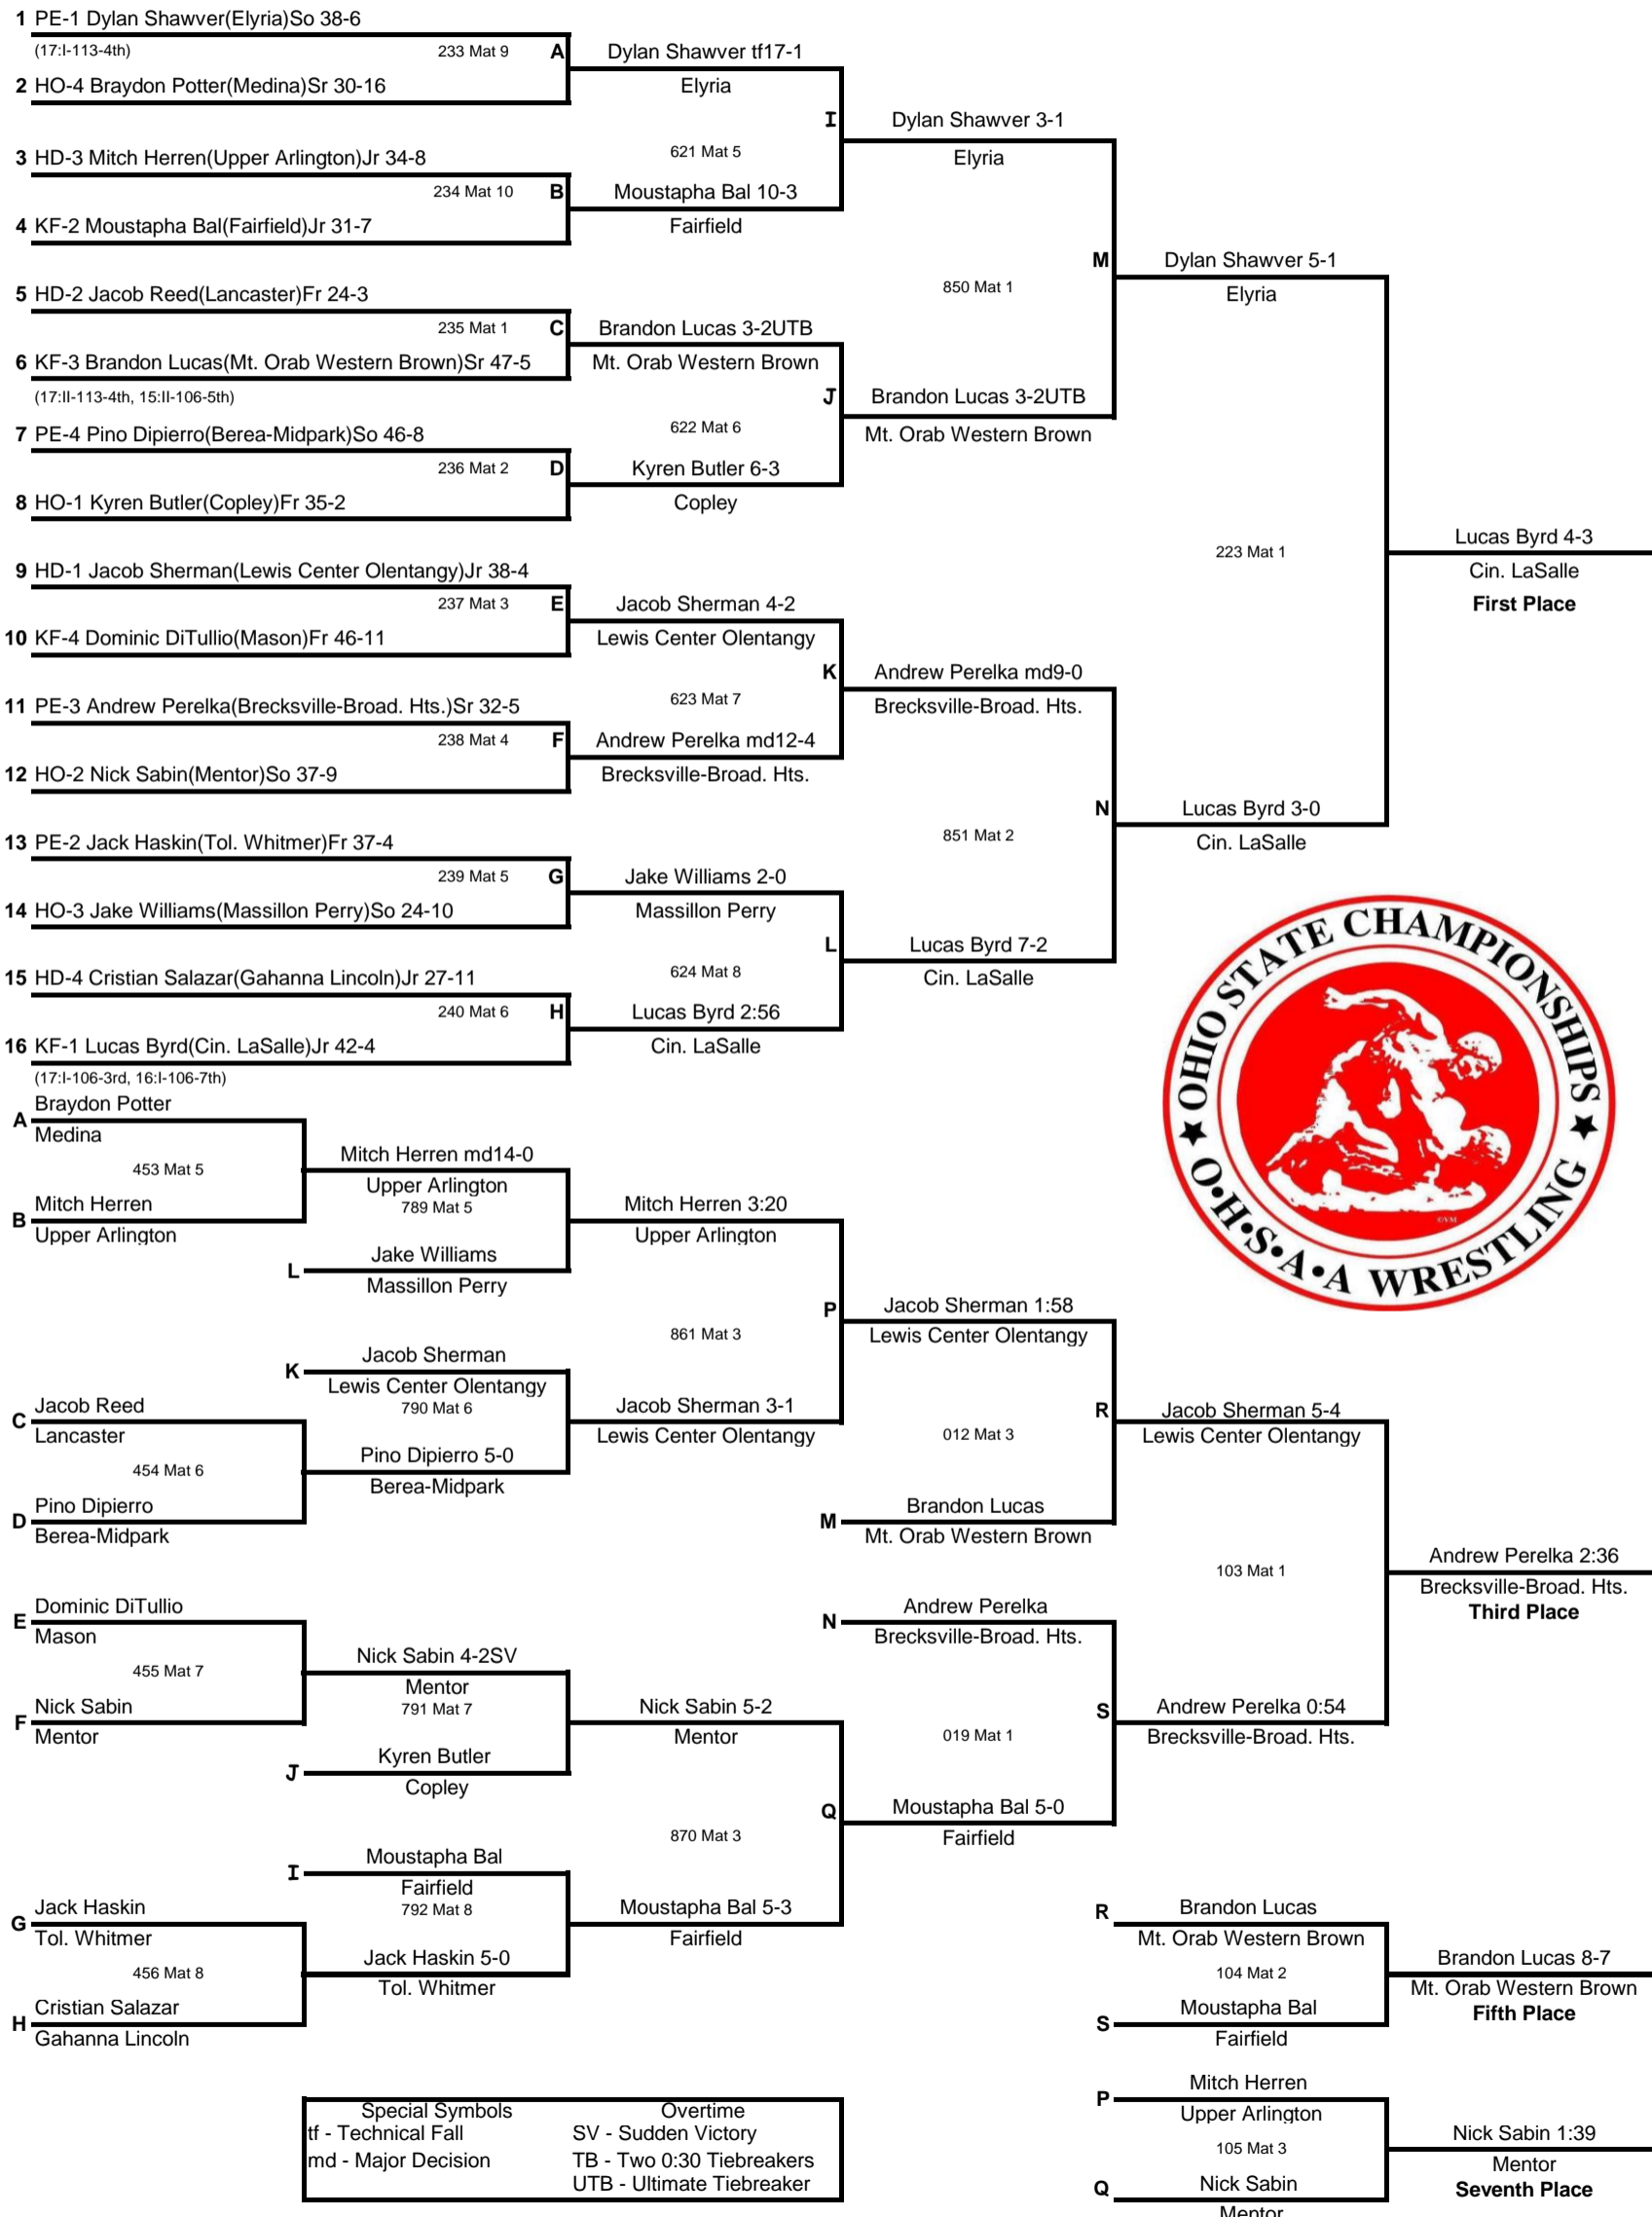 1 PE-1 Dylan Shawver(Elyria)So 38-6
(17:I-113-4th)
233 Mat 9
A
2 HO-4 Braydon Potter(Medina)Sr 30-16
Dylan Shawver tf17-1
Elyria
3 HD-3 Mitch Herren(Upper Arlington)Jr 34-8
234 Mat 10
B
4 KF-2 Moustapha Bal(Fairfield)Jr 31-7
Moustapha Bal 10-3
Fairfield
621 Mat 5
I
Dylan Shawver 3-1
Elyria
5 HD-2 Jacob Reed(Lancaster)Fr 24-3
235 Mat 1
C
6 KF-3 Brandon Lucas(Mt. Orab Western Brown)Sr 47-5
(17:II-113-4th, 15:II-106-5th)
Brandon Lucas 3-2UTB
Mt. Orab Western Brown
7 PE-4 Pino Dipierro(Berea-Midpark)So 46-8
236 Mat 2
D
8 HO-1 Kyren Butler(Copley)Fr 35-2
Kyren Butler 6-3
Copley
622 Mat 6
J
Brandon Lucas 3-2UTB
Mt. Orab Western Brown
850 Mat 1
M
Dylan Shawver 5-1
Elyria
9 HD-1 Jacob Sherman(Lewis Center Olentangy)Jr 38-4
237 Mat 3
E
10 KF-4 Dominic DiTullio(Mason)Fr 46-11
Jacob Sherman 4-2
Lewis Center Olentangy
11 PE-3 Andrew Perelka(Brecksville-Broad. Hts.)Sr 32-5
238 Mat 4
F
12 HO-2 Nick Sabin(Mentor)So 37-9
Andrew Perelka md12-4
Brecksville-Broad. Hts.
623 Mat 7
K
Andrew Perelka md9-0
Brecksville-Broad. Hts.
13 PE-2 Jack Haskin(Tol. Whitmer)Fr 37-4
239 Mat 5
G
14 HO-3 Jake Williams(Massillon Perry)So 24-10
Jake Williams 2-0
Massillon Perry
15 HD-4 Cristian Salazar(Gahanna Lincoln)Jr 27-11
240 Mat 6
H
16 KF-1 Lucas Byrd(Cin. LaSalle)Jr 42-4
(17:I-106-3rd, 16:I-106-7th)
Lucas Byrd 2:56
Cin. LaSalle
624 Mat 8
L
Lucas Byrd 7-2
Cin. LaSalle
851 Mat 2
N
Lucas Byrd 3-0
Cin. LaSalle
223 Mat 1
Lucas Byrd 4-3
Cin. LaSalle
First Place
★ OHIO STATE CHAMPIONSHIPS ★
O•H•S•A•A WRESTLING
©VM
A
Braydon Potter
Medina
453 Mat 5
B
Mitch Herren
Upper Arlington
Mitch Herren md14-0
Upper Arlington
789 Mat 5
L
Jake Williams
Massillon Perry
Mitch Herren 3:20
Upper Arlington
K
Jacob Sherman
Lewis Center Olentangy
790 Mat 6
C
Jacob Reed
Lancaster
454 Mat 6
D
Pino Dipierro
Berea-Midpark
Pino Dipierro 5-0
Berea-Midpark
Jacob Sherman 3-1
Lewis Center Olentangy
861 Mat 3
P
Jacob Sherman 1:58
Lewis Center Olentangy
012 Mat 3
M
Brandon Lucas
Mt. Orab Western Brown
R
Jacob Sherman 5-4
Lewis Center Olentangy
E
Dominic DiTullio
Mason
455 Mat 7
F
Nick Sabin
Mentor
Nick Sabin 4-2SV
Mentor
791 Mat 7
J
Kyren Butler
Copley
Nick Sabin 5-2
Mentor
I
Moustapha Bal
Fairfield
792 Mat 8
G
Jack Haskin
Tol. Whitmer
456 Mat 8
H
Cristian Salazar
Gahanna Lincoln
Jack Haskin 5-0
Tol. Whitmer
Moustapha Bal 5-3
Fairfield
870 Mat 3
Q
Moustapha Bal 5-0
Fairfield
N
Andrew Perelka
Brecksville-Broad. Hts.
019 Mat 1
S
Andrew Perelka 0:54
Brecksville-Broad. Hts.
103 Mat 1
Andrew Perelka 2:36
Brecksville-Broad. Hts.
Third Place
R
Brandon Lucas
Mt. Orab Western Brown
104 Mat 2
S
Moustapha Bal
Fairfield
Brandon Lucas 8-7
Mt. Orab Western Brown
Fifth Place
P
Mitch Herren
Upper Arlington
105 Mat 3
Q
Nick Sabin
Mentor
Nick Sabin 1:39
Mentor
Seventh Place
Special Symbols
tf - Technical Fall
md - Major Decision
Overtime
SV - Sudden Victory
TB - Two 0:30 Tiebreakers
UTB - Ultimate Tiebreaker